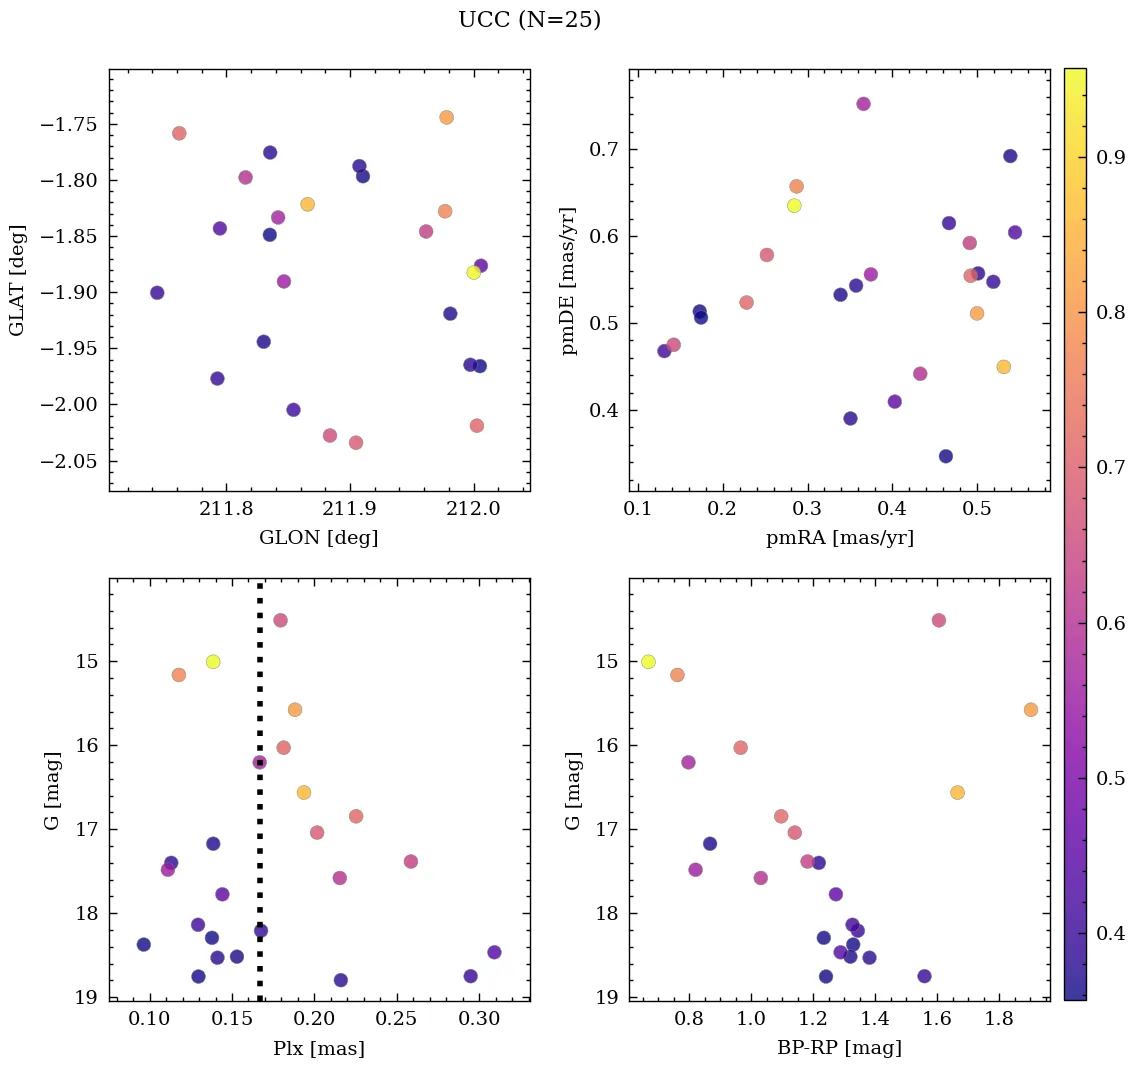 UCC (N=25)
−1.75
−1.80
−1.85
−1.90
−1.95
−2.00
−2.05
GLAT [deg]
211.8 211.9 212.0
GLON [deg]
0.7
0.6
0.5
0.4
pmDE [mas/yr]
0.1 0.2 0.3 0.4 0.5
pmRA [mas/yr]
15
16
17
18
19
G [mag]
0.10 0.15 0.20 0.25 0.30
Plx [mas]
15
16
17
18
19
G [mag]
0.8 1.0 1.2 1.4 1.6 1.8
BP-RP [mag]
0.9
0.8
0.7
0.6
0.5
0.4